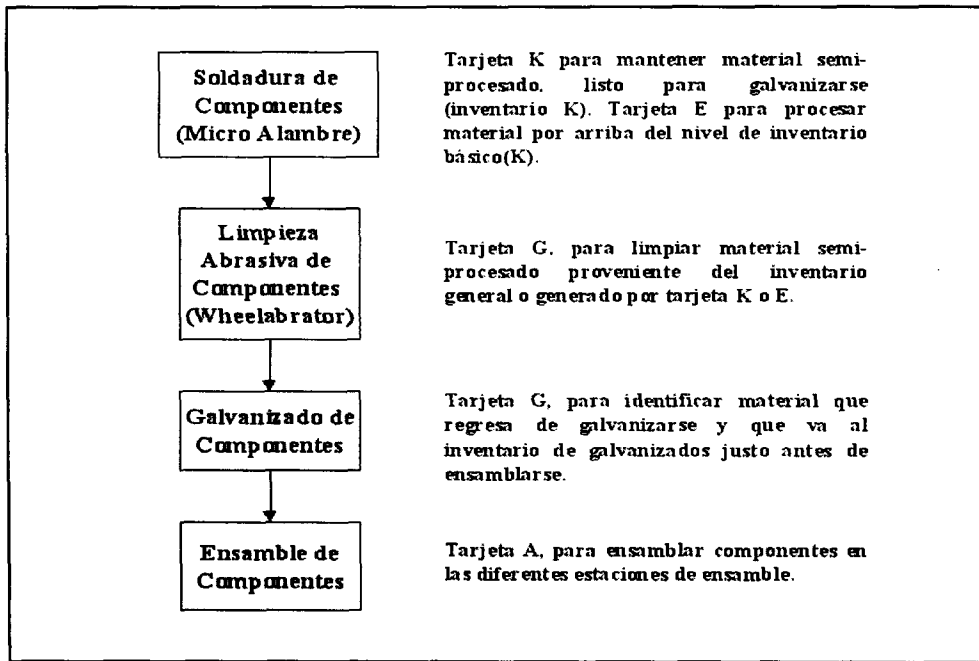 Soldadura de
Componentes
(Micro Alambre)
Tarjeta K para mantener material semi-
procesado, listo para galvanizarse
(inventario K). Tarjeta E para procesar
material por arriba del nivel de inventario
básico(K).
Limpieza
Abrasiva de
Componentes
(Wheelabrator)
Tarjeta G, para limpiar material semi-
procesado proveniente del inventario
general o generado por tarjeta K o E.
Galvanizado de
Componentes
Tarjeta G, para identificar material que
regresa de galvanizarse y que va al
inventario de galvanizados justo antes de
ensamblarse.
Ensamble de
Componentes
Tarjeta A, para ensamblar componentes en
las diferentes estaciones de ensamble.